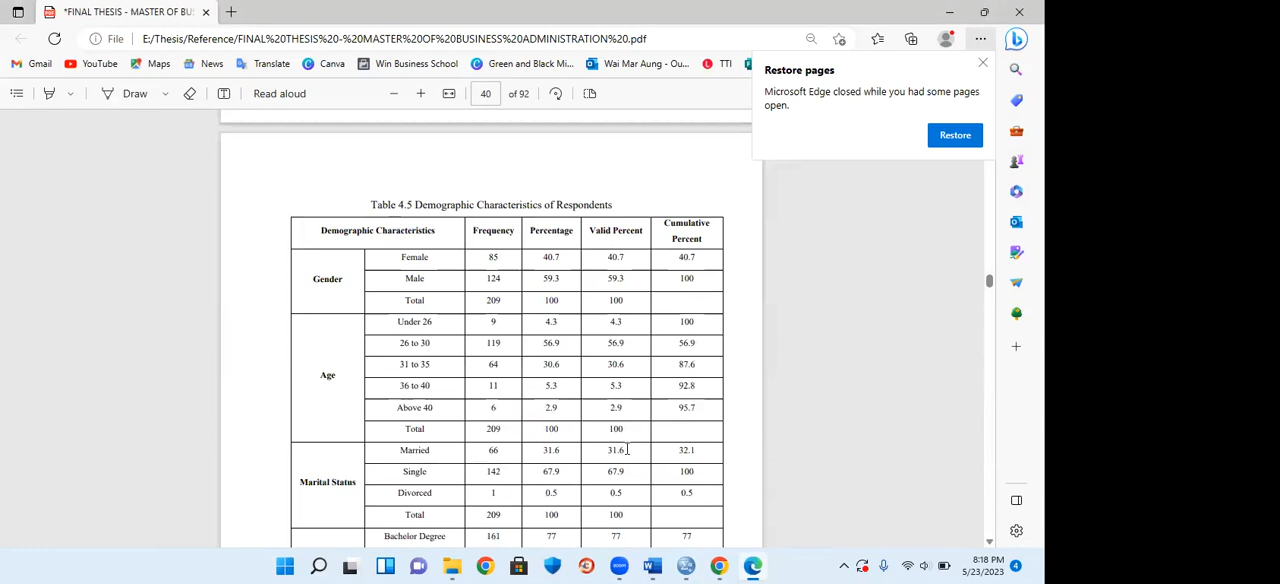 *FINAL THESIS - MASTER OF BUS
File
E:/Thesis/Reference/FINAL%20THESIS%20-%20MASTER%20OF%20BUSINESS%20ADMINISTRATION%20.pdf
Gmail YouTube Maps News Translate Canva Win Business School Green and Black Mi... Wai Mar Aung - Ou... TTI
Draw Read aloud 40 of 92
Restore pages
Microsoft Edge closed while you had some pages
open.
Restore
Table 4.5 Demographic Characteristics of Respondents
Demographic Characteristics Frequency Percentage Valid Percent Cumulative Percent
Gender
Female 85 40.7 40.7 40.7
Male 124 59.3 59.3 100
Total 209 100 100
Age
Under 26 9 4.3 4.3 100
26 to 30 119 56.9 56.9 56.9
31 to 35 64 30.6 30.6 87.6
36 to 40 11 5.3 5.3 92.8
Above 40 6 2.9 2.9 95.7
Total 209 100 100
Marital Status
Married 66 31.6 31.6 32.1
Single 142 67.9 67.9 100
Divorced 1 0.5 0.5 0.5
Total 209 100 100
Bachelor Degree 161 77 77 77
8:18 PM
5/23/2023
4